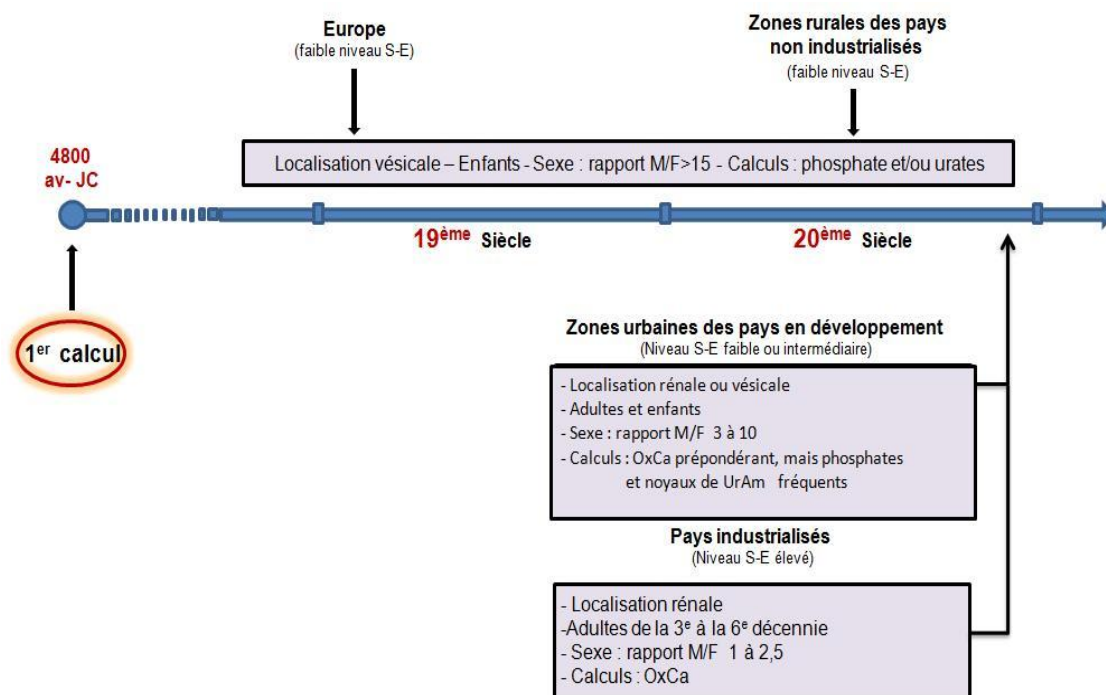 Europe
(faible niveau S-E)
Zones rurales des pays
non industrialisés
(faible niveau S-E)
4800
av- JC
Localisation vésicale – Enfants - Sexe : rapport M/F>15 - Calculs : phosphate et/ou urates
19ème Siècle
20ème Siècle
1er calcul
Zones urbaines des pays en développement
(Niveau S-E faible ou intermédiaire)
- Localisation rénale ou vésicale
- Adultes et enfants
- Sexe : rapport M/F 3 à 10
- Calculs : OxCa prépondérant, mais phosphates
et noyaux de UrAm fréquents
Pays industrialisés
(Niveau S-E élevé)
- Localisation rénale
-Adultes de la 3e à la 6e décennie
- Sexe : rapport M/F 1 à 2,5
- Calculs : OxCa